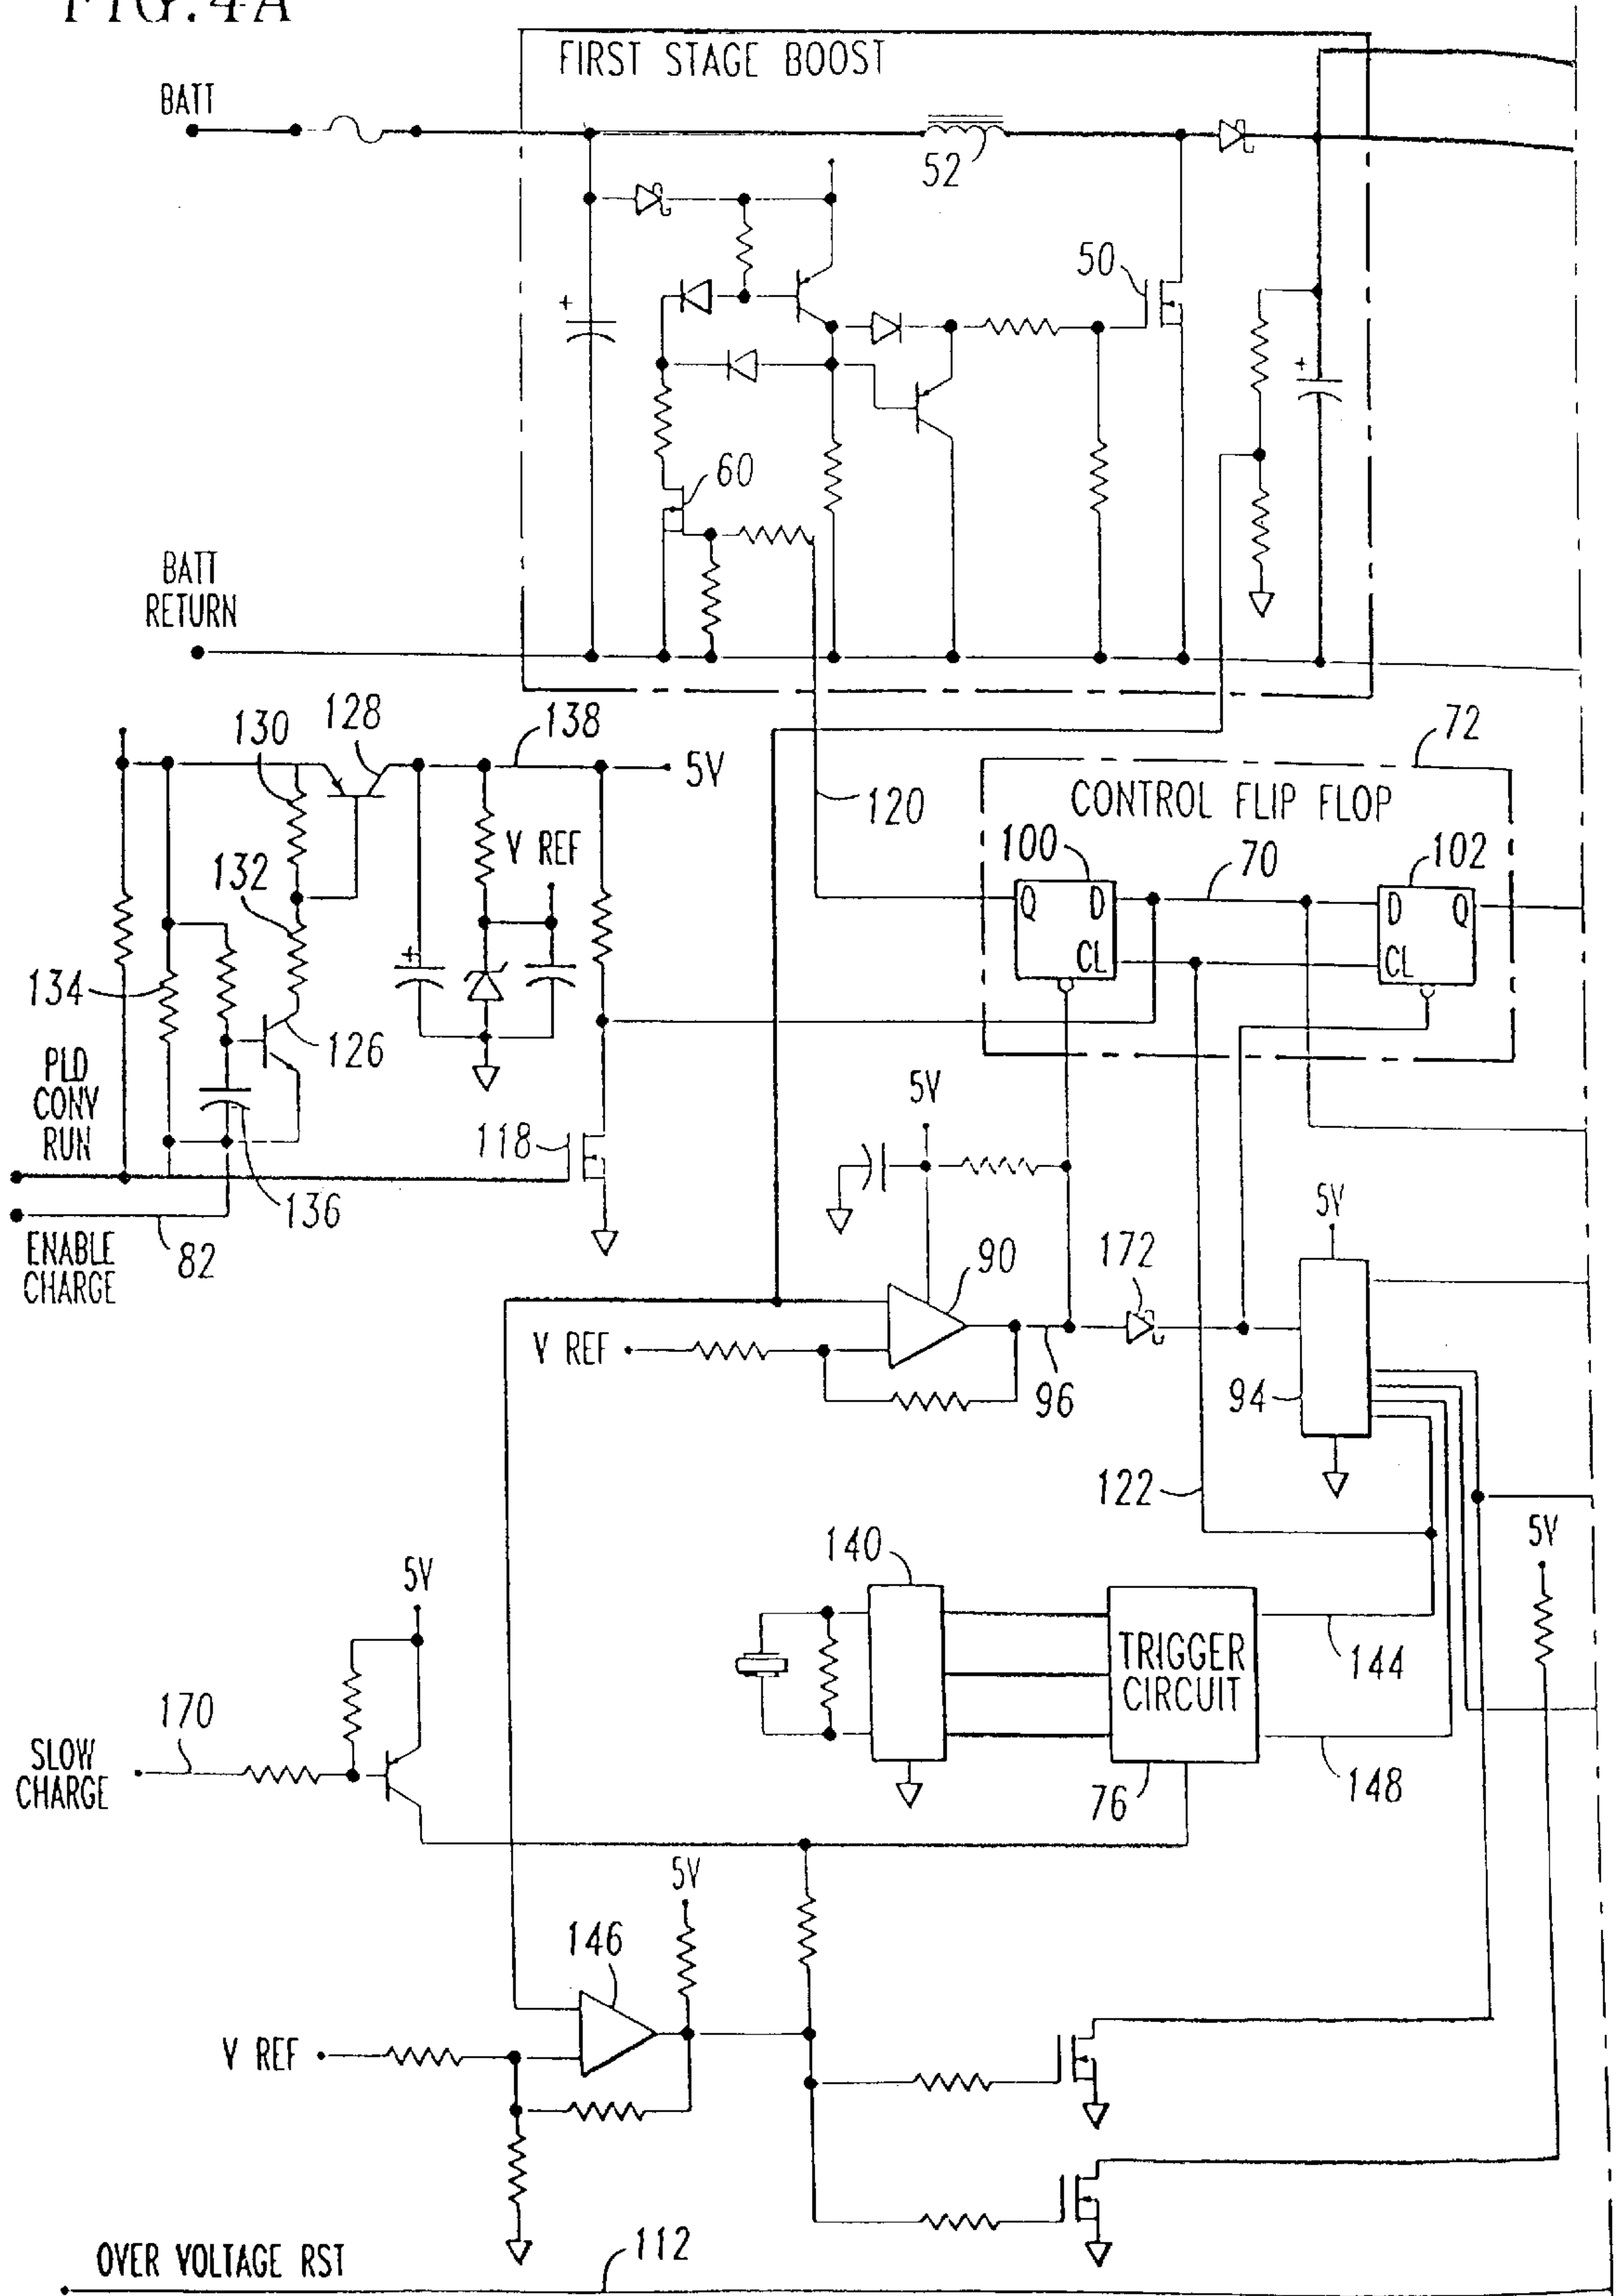 FIG. 4A
FIRST STAGE BOOST
BATT
52
50
60
BATT
RETURN
130
128
138
5V
72
CONTROL FLIP FLOP
120
V REF
132
100
70
102
Q
D
D
Q
CL
CL
134
126
PLD
CONV
RUN
5V
118
136
ENABLE
CHARGE
82
5V
90
172
V REF
96
94
122
5V
140
5V
TRIGGER
CIRCUIT
144
170
SLOW
CHARGE
76
148
5V
146
V REF
OVER VOLTAGE RST
112